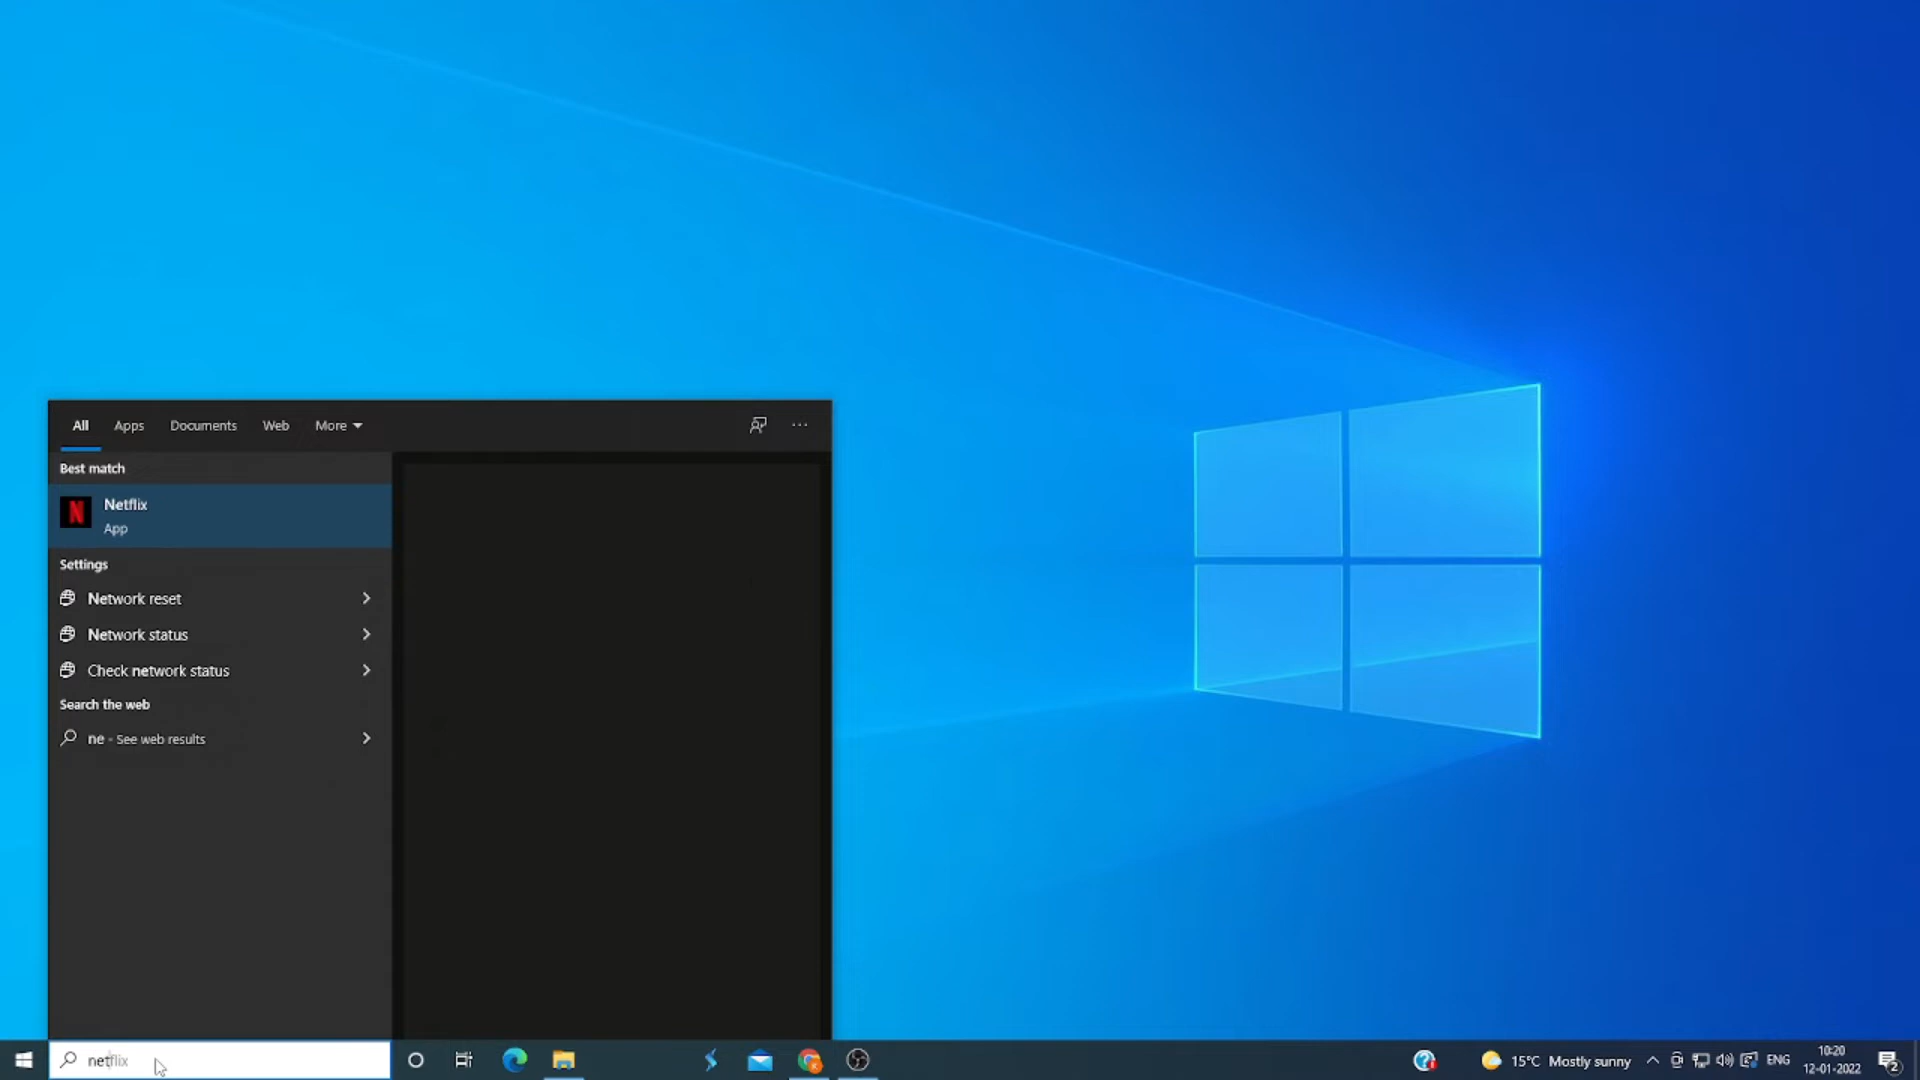 All Apps Documents Web More
Best match
Netflix
App
Settings
Network reset
Network status
Check network status
Search the web
ne - See web results
netflix
15°C Mostly sunny
ENG
10:20
12-01-2022
2